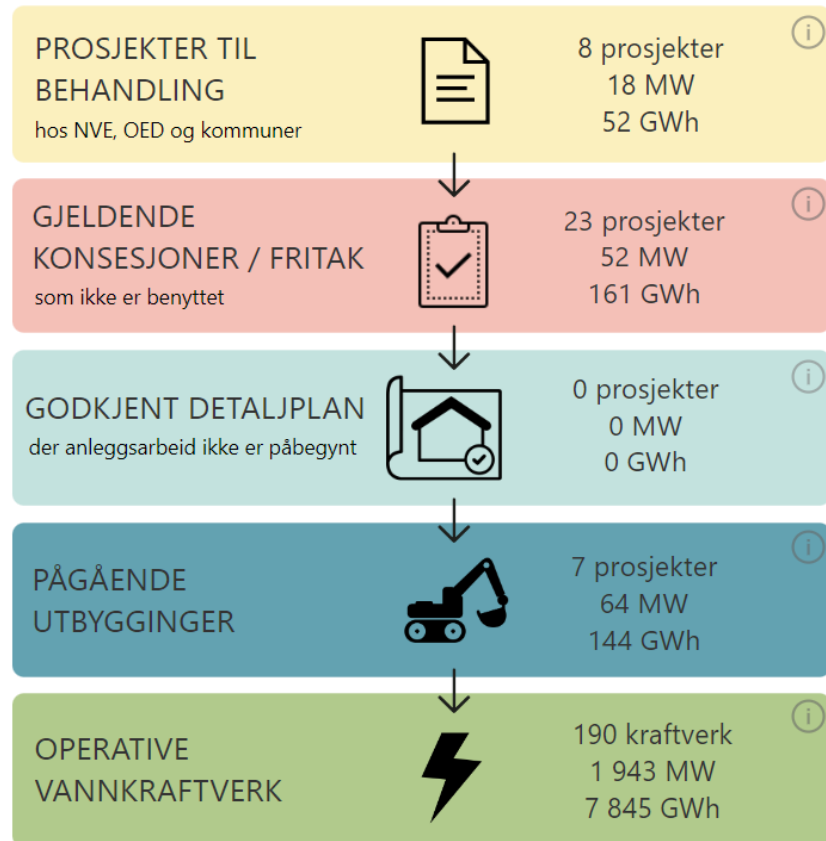 PROSJEKTER TIL
BEHANDLING
hos NVE, OED og kommuner
8 prosjekter
18 MW
52 GWh
GJELDENDE
KONSESJONER / FRITAK
som ikke er benyttet
23 prosjekter
52 MW
161 GWh
GODKJENT DETALJPLAN
der anleggsarbeid ikke er påbegynt
0 prosjekter
0 MW
0 GWh
PÅGÅENDE
UTBYGGINGER
7 prosjekter
64 MW
144 GWh
OPERATIVE
VANNKRAFTVERK
190 kraftverk
1 943 MW
7 845 GWh